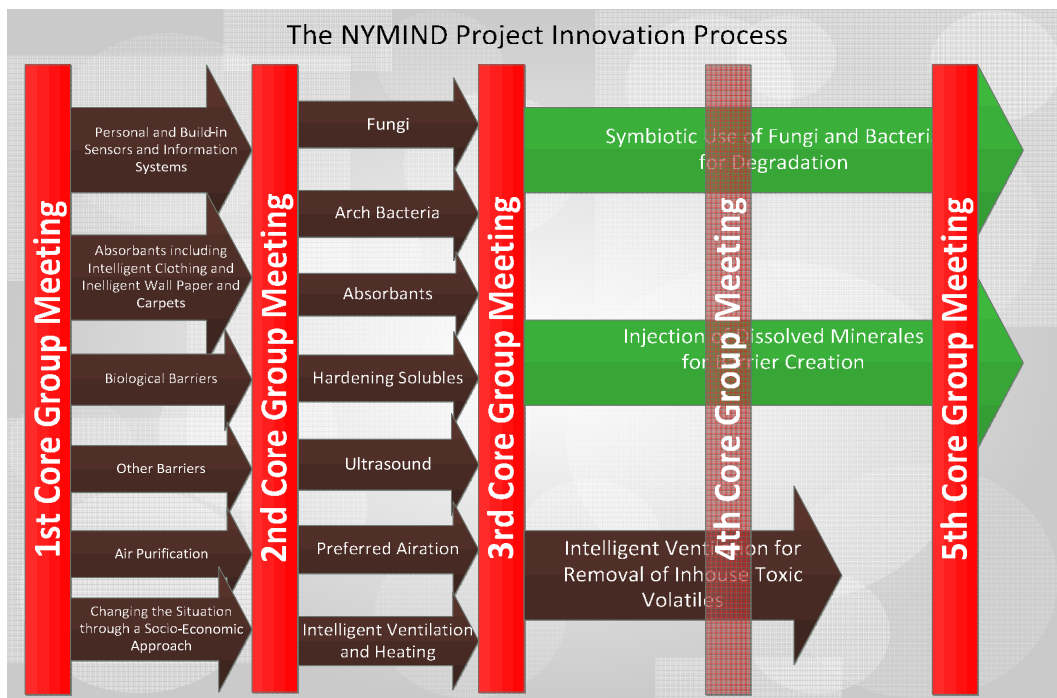 The NYMIND Project Innovation Process
1st Core Group Meeting
Personal and Build-in
Sensors and Information
Systems
Absorbants including
Intelligent Clothing and
Inelligent Wall Paper and
Carpets
Biological Barriers
Other Barriers
Air Purification
Changing the Situation
through a Socio-Economic
Approach
2nd Core Group Meeting
Fungi
Arch Bacteria
Absorbants
Hardening Solubles
Ultrasound
Preferred Airation
Intelligent Ventilation
and Heating
3rd Core Group Meeting
Symbiotic Use of Fungi and Bacteria
for Degradation
Injection of Dissolved Minerales
for Barrier Creation
Intelligent Ventilation for
Removal of Inhouse Toxic
Volatiles
4th Core Group Meeting
5th Core Group Meeting